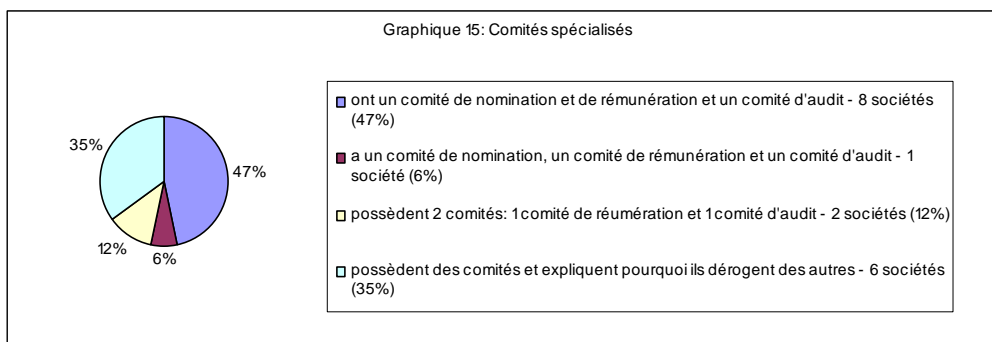 Graphique 15: Comités spécialisés
35%
47%
12%
6%
ont un comité de nomination et de rémunération et un comité d'audit - 8 sociétés
(47%)
a un comité de nomination, un comité de rémunération et un comité d'audit - 1
société (6%)
possèdent 2 comités: 1 comité de réumération et 1 comité d'audit - 2 sociétés (12%)
possèdent des comités et expliquent pourquoi ils dérogent des autres - 6 sociétés
(35%)